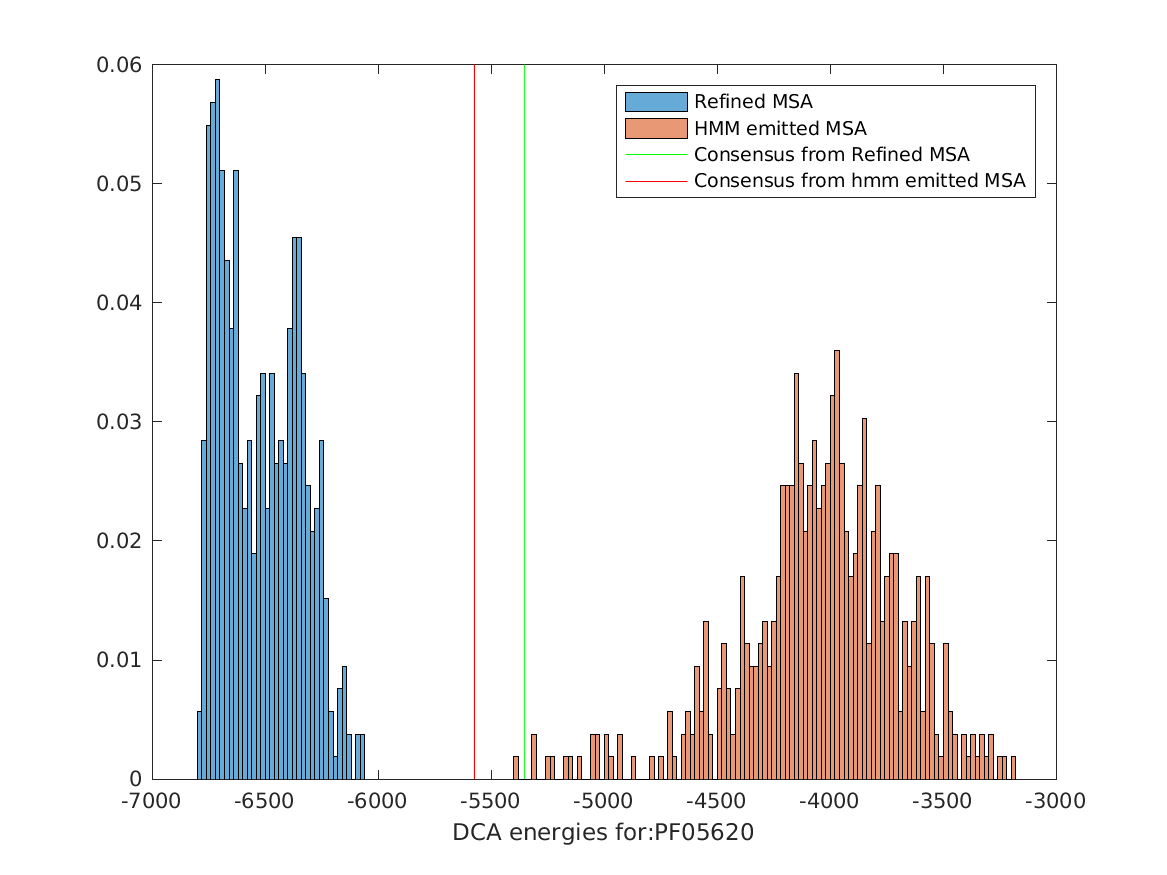 0.06
0.05
0.04
0.03
0.02
0.01
0
Refined MSA
HMM emitted MSA
Consensus from Refined MSA
Consensus from hmm emitted MSA
-7000 -6500 -6000 -5500 -5000 -4500 -4000 -3500 -3000
DCA energies for:PF05620